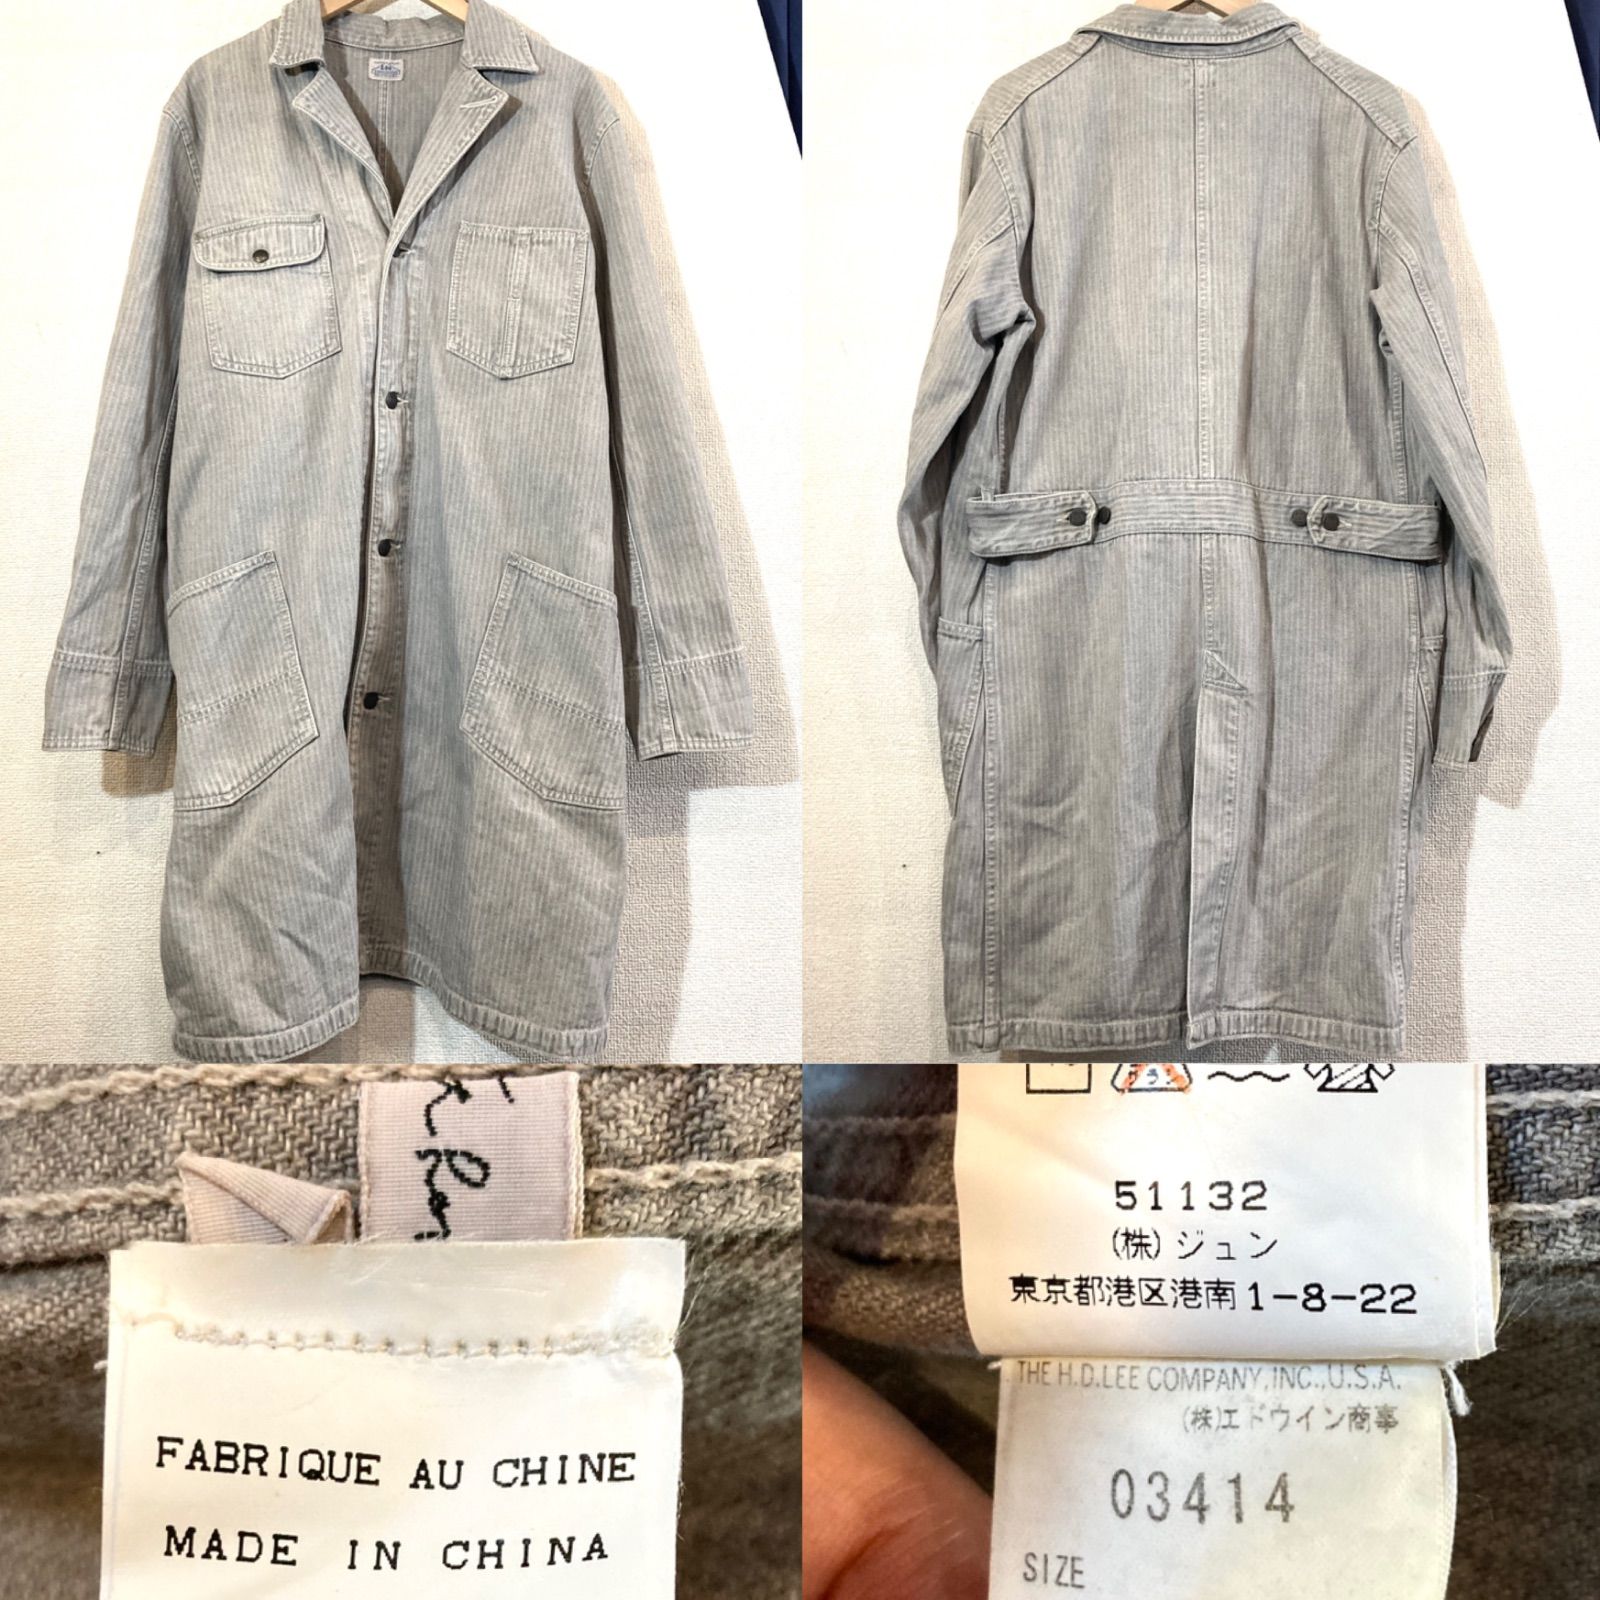 FABRIQUE AU CHINE
MADE IN CHINA
51132
(株)ジュン
東京都港区港南1-8-22
THE H.D.LEE COMPANY,INC.,U.S.A.
(株)エドウイン商事
03414
SIZE